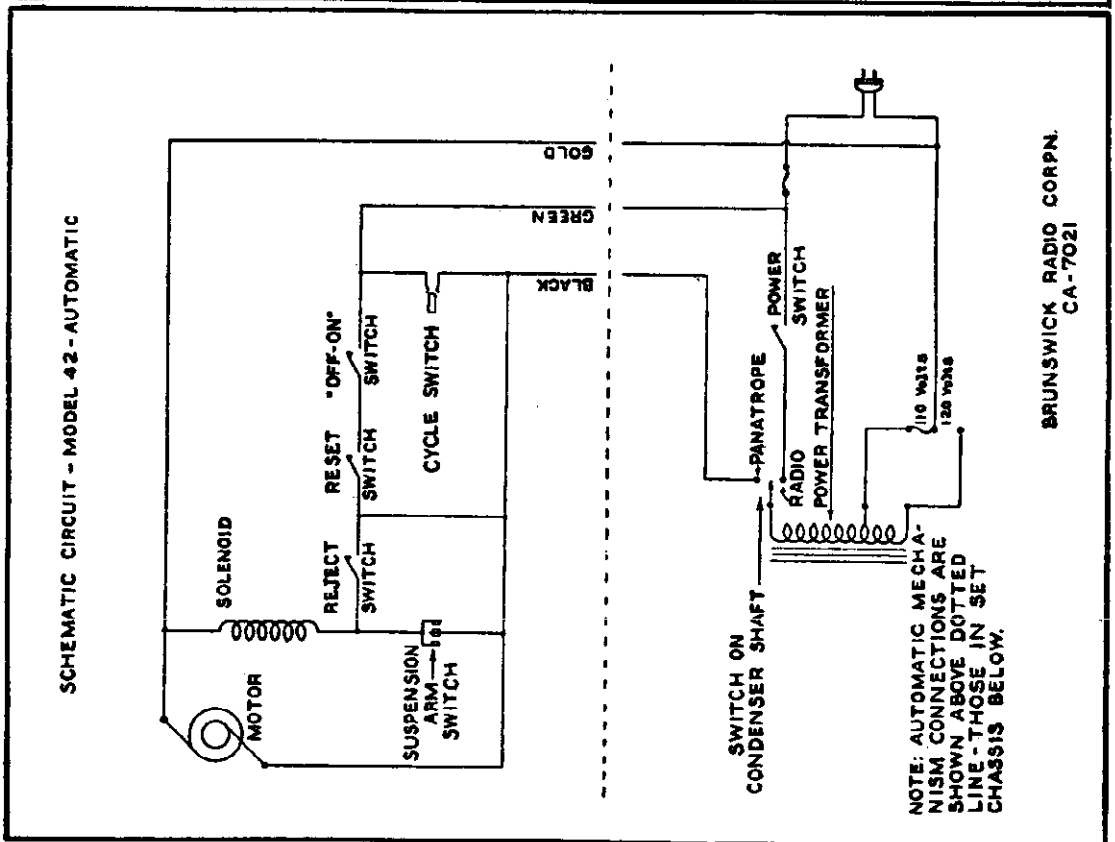 SCHEMATIC CIRCUIT - MODEL 42 - AUTOMATIC
MOTOR
SOLENOID
SUSPENSION
ARM
SWITCH
REJECT
SWITCH
RESET
SWITCH
"OFF-ON"
SWITCH
CYCLE SWITCH
BLACK
GREEN
GOLD
SWITCH ON
CONDENSER SHAFT
PANATROPE
RADIO
POWER
SWITCH
POWER TRANSFORMER
110 Volts
120 Volts
NOTE: AUTOMATIC MECHA-
NISM CONNECTIONS ARE
SHOWN ABOVE DOTTED
LINE - THOSE IN SET
CHASSIS BELOW.
BRUNSWICK RADIO CORPN.
CA-7021